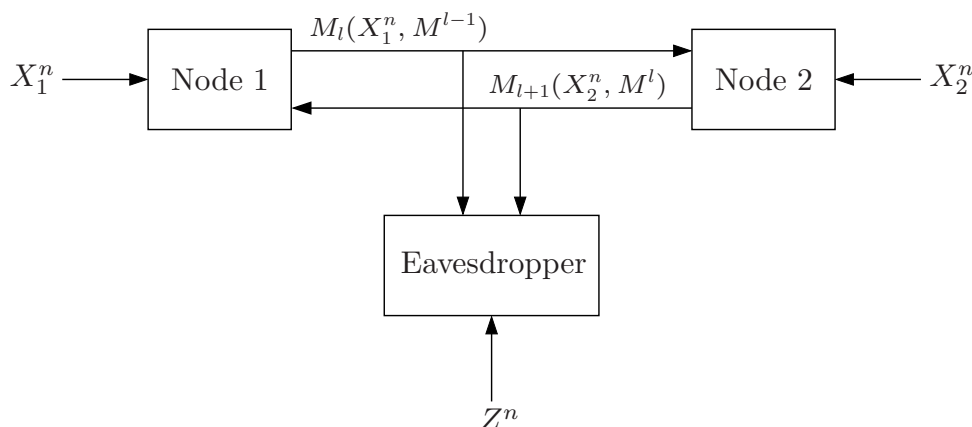 M_l(X_1^n, M^{l-1})
X_1^n
Node 1
Node 2
X_2^n
M_{l+1}(X_2^n, M^l)
Eavesdropper
Z^n